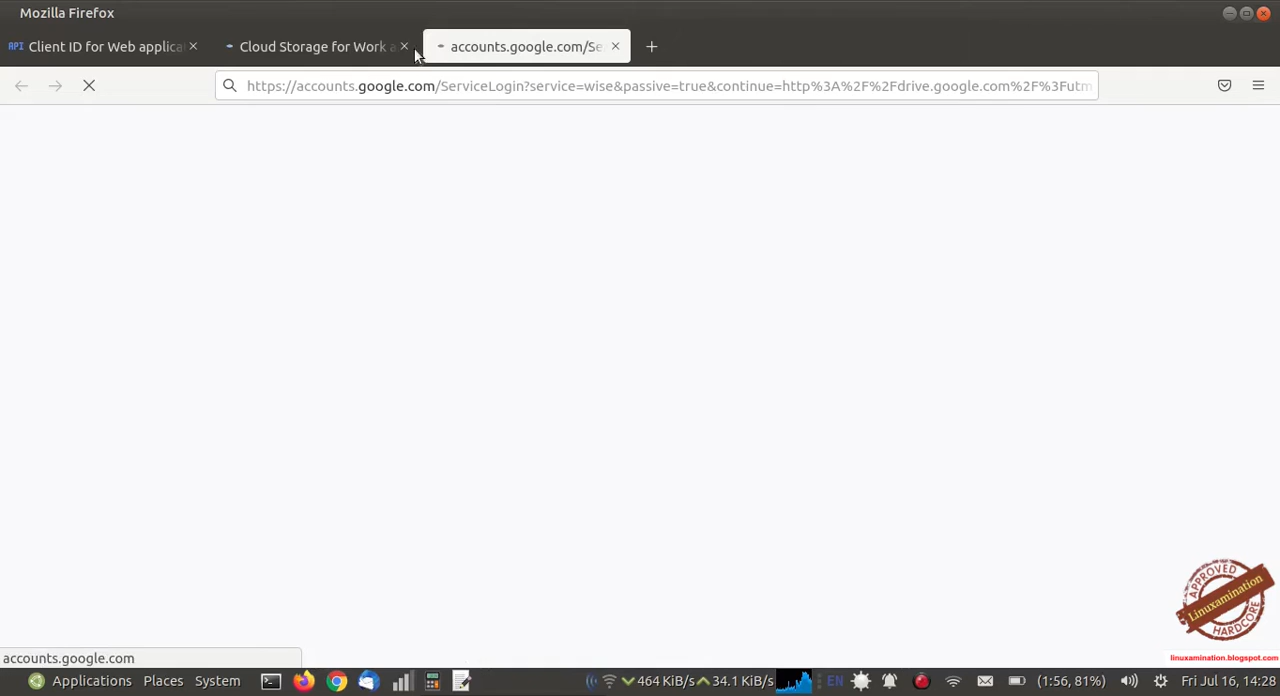 Mozilla Firefox
API Client ID for Web applica
Cloud Storage for Work a
accounts.google.com/Se
https://accounts.google.com/ServiceLogin?service=wise&passive=true&continue=http%3A%2F%2Fdrive.google.com%2F%3Futm
APPROVED
Linuxamination
HARDCORE
linuxamination.blogspot.com
accounts.google.com
Applications Places System 464 KiB/s 34.1 KiB/s EN (1:56, 81%) Fri Jul 16, 14:28